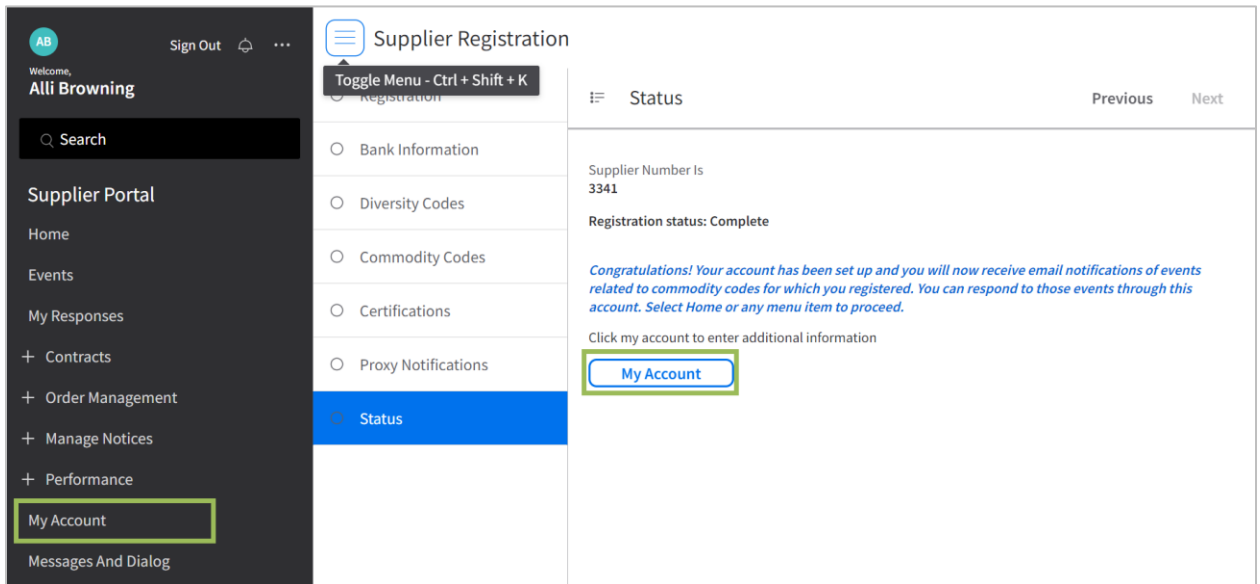 AB
Sign Out
Welcome,
Alli Browning
Search
Supplier Portal
Home
Events
My Responses
+ Contracts
+ Order Management
+ Manage Notices
+ Performance
My Account
Messages And Dialog
Supplier Registration
Toggle Menu - Ctrl + Shift + K
Registration
Bank Information
Diversity Codes
Commodity Codes
Certifications
Proxy Notifications
Status
Status
Previous
Next
Supplier Number Is
3341
Registration status: Complete
Congratulations! Your account has been set up and you will now receive email notifications of events
related to commodity codes for which you registered. You can respond to those events through this
account. Select Home or any menu item to proceed.
Click my account to enter additional information
My Account